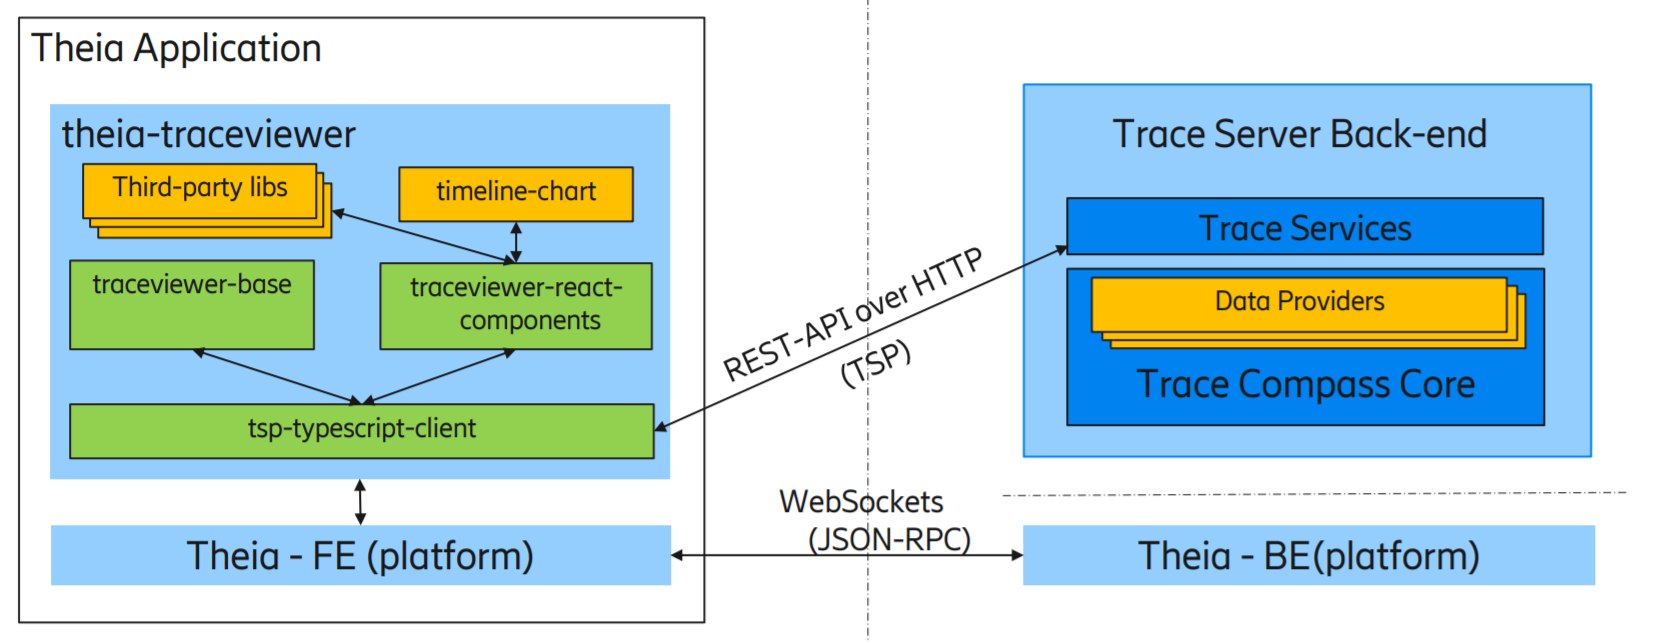 Theia Application
theia-traceviewer
Third-party libs
timeline-chart
traceviewer-base
traceviewer-react-
components
tsp-typescript-client
Theia - FE (platform)
REST-API over HTTP
(TSP)
WebSockets
(JSON-RPC)
Trace Server Back-end
Trace Services
Data Providers
Trace Compass Core
Theia - BE(platform)